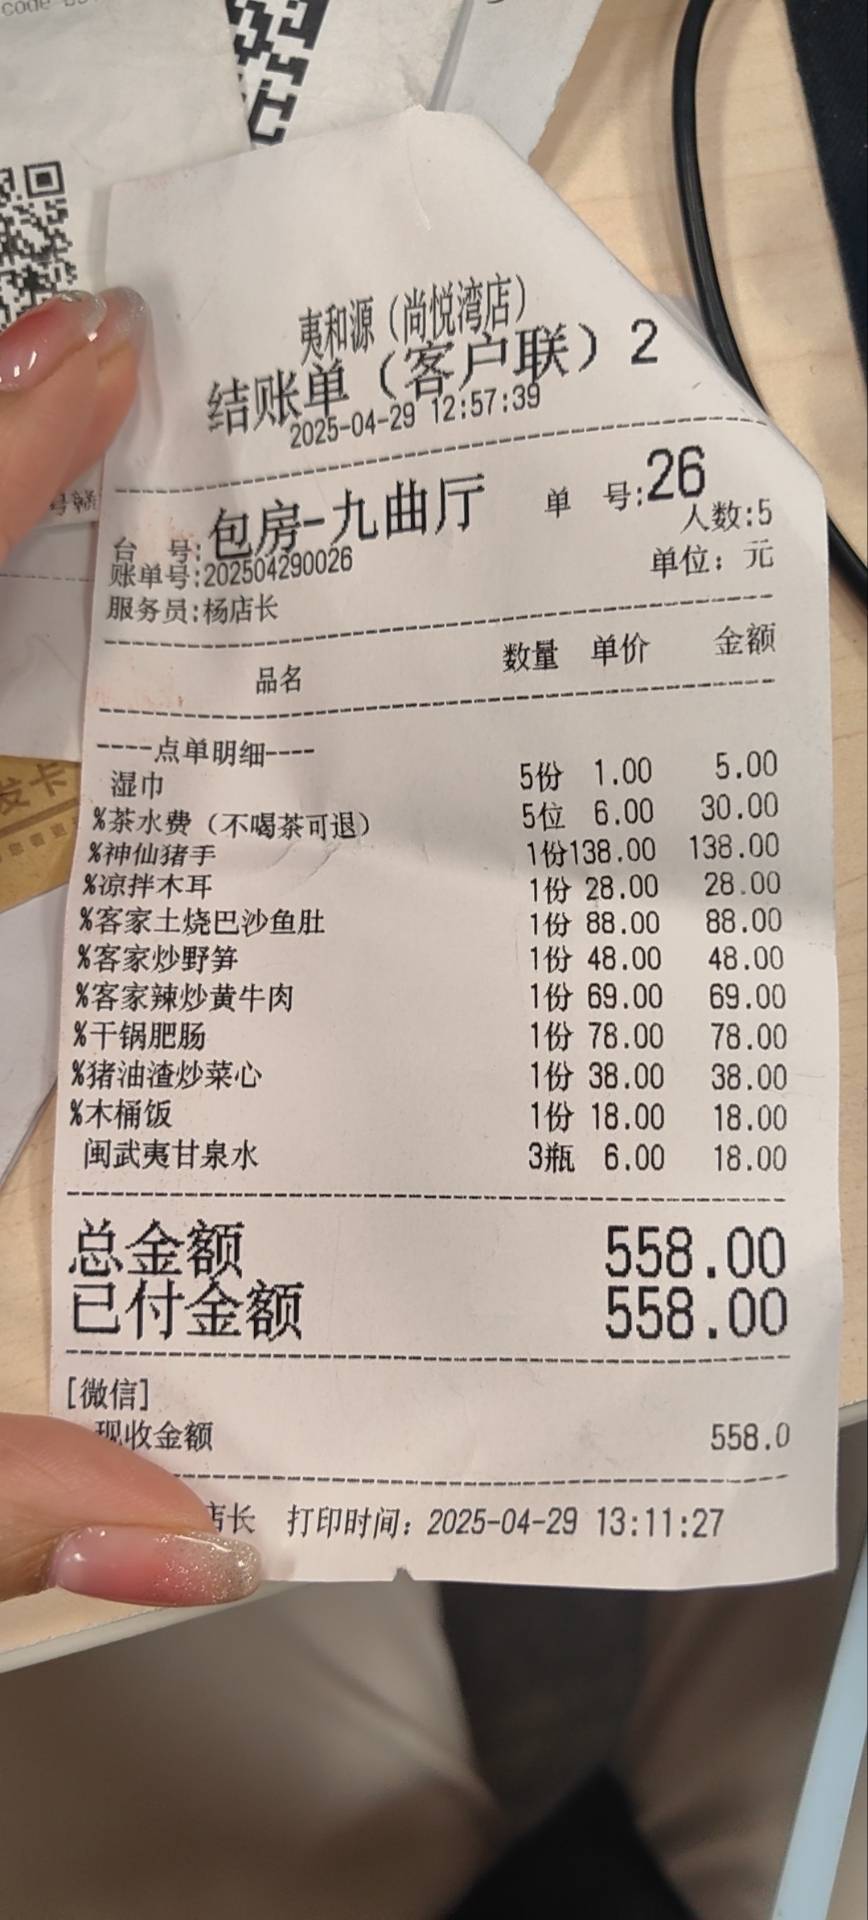 夷和源（尚悦湾店）
结账单（客户联）2
2025-04-29 12:57:39
台 号:包房-九曲厅 单 号:26
账单号:202504290026 人数:5
服务员:杨店长 单位：元
品名 数量 单价 金额
----点单明细----
湿巾 5份 1.00 5.00
%茶水费（不喝茶可退） 5位 6.00 30.00
%神仙猪手 1份138.00 138.00
%凉拌木耳 1份 28.00 28.00
%客家土烧巴沙鱼肚 1份 88.00 88.00
%客家炒野笋 1份 48.00 48.00
%客家辣炒黄牛肉 1份 69.00 69.00
%干锅肥肠 1份 78.00 78.00
%猪油渣炒菜心 1份 38.00 38.00
%木桶饭 1份 18.00 18.00
闽武夷甘泉水 3瓶 6.00 18.00
总金额 558.00
已付金额 558.00
[微信]
现收金额 558.0
店长 打印时间：2025-04-29 13:11:27
发卡